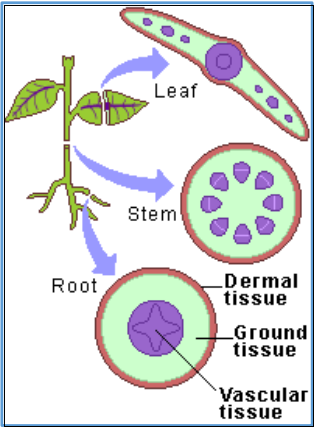 Leaf
Stem
Root
Dermal
tissue
Ground
tissue
Vascular
tissue